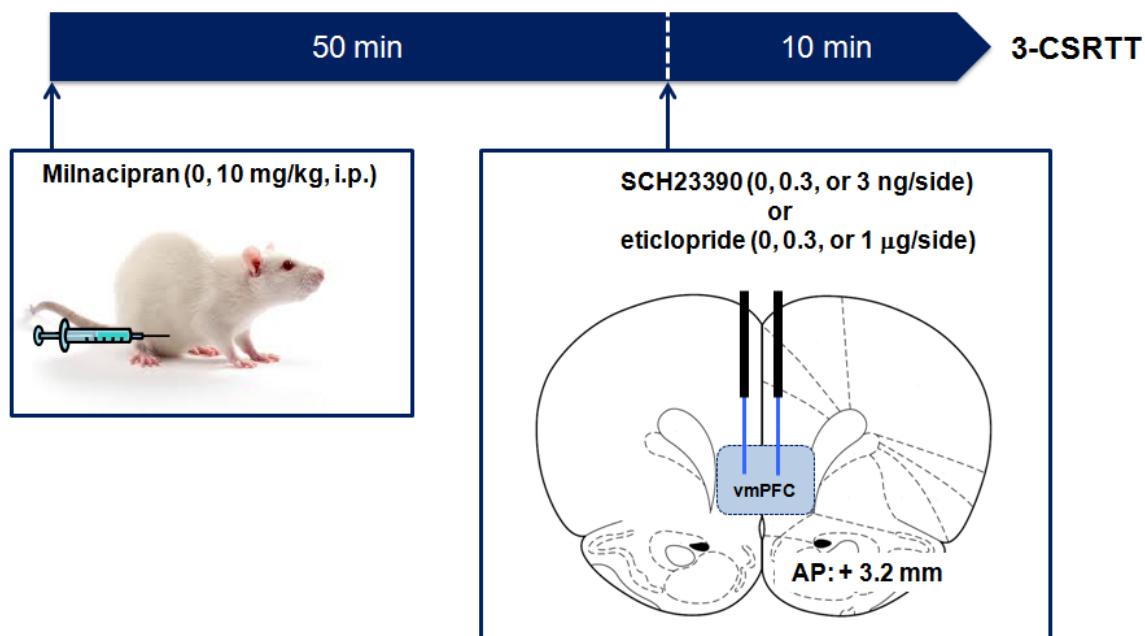 50 min
10 min
3-CSRTT
Milnacipran (0, 10 mg/kg, i.p.)
SCH23390 (0, 0.3, or 3 ng/side)
or
eticlopride (0, 0.3, or 1 μg/side)
vmPFC
AP: + 3.2 mm